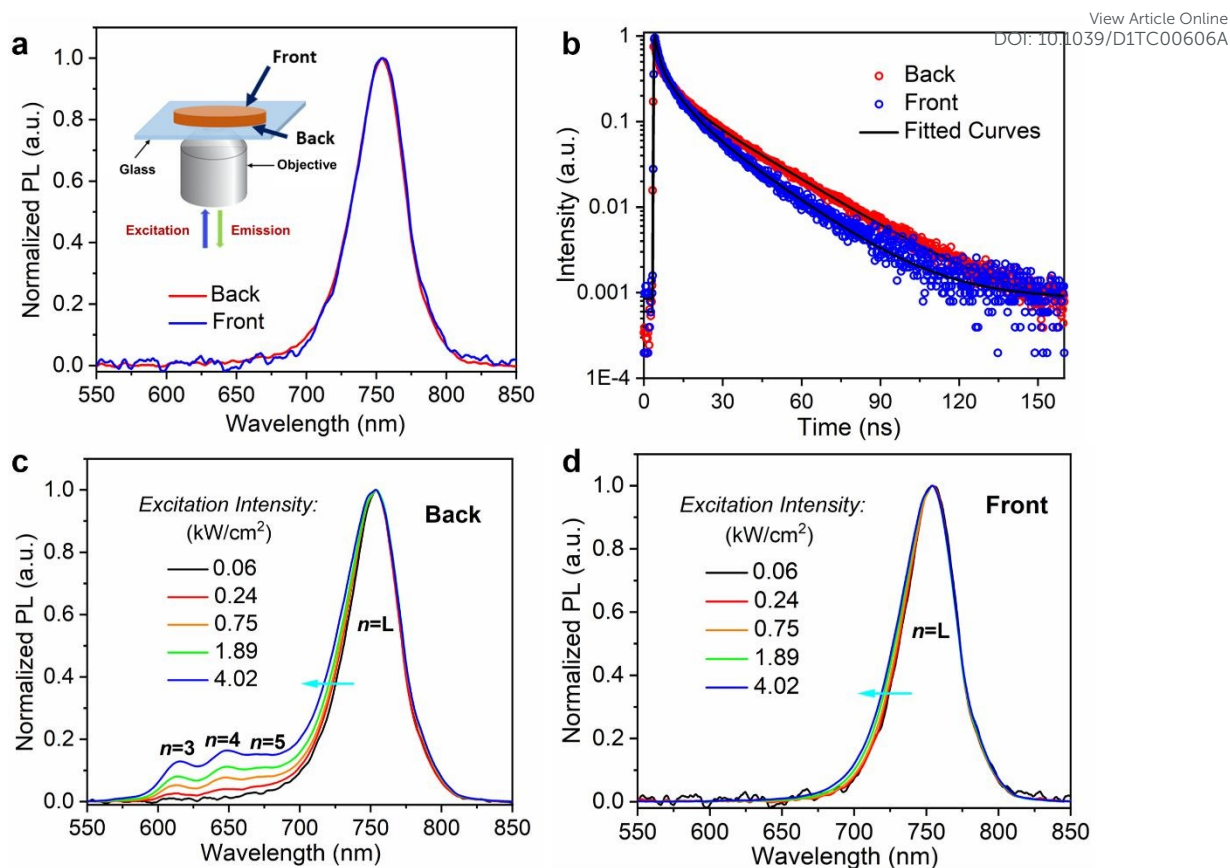 View Article Online
DOI: 10.1039/D1TC00606A
a
Normalized PL (a.u.)
1.0
0.8
0.6
0.4
0.2
0.0
Front
Back
Glass
Objective
Excitation
Emission
Back
Front
550 600 650 700 750 800 850
Wavelength (nm)
b
Intensity (a.u.)
1
0.1
0.01
0.001
1E-4
Back
Front
Fitted Curves
0 30 60 90 120 150
Time (ns)
c
Normalized PL (a.u.)
1.0
0.8
0.6
0.4
0.2
0.0
Excitation Intensity:
(kW/cm²)
0.06
0.24
0.75
1.89
4.02
Back
n=L
n=3 n=4 n=5
550 600 650 700 750 800 850
Wavelength (nm)
d
Normalized PL (a.u.)
1.0
0.8
0.6
0.4
0.2
0.0
Excitation Intensity:
(kW/cm²)
0.06
0.24
0.75
1.89
4.02
Front
n=L
550 600 650 700 750 800 850
Wavelength (nm)